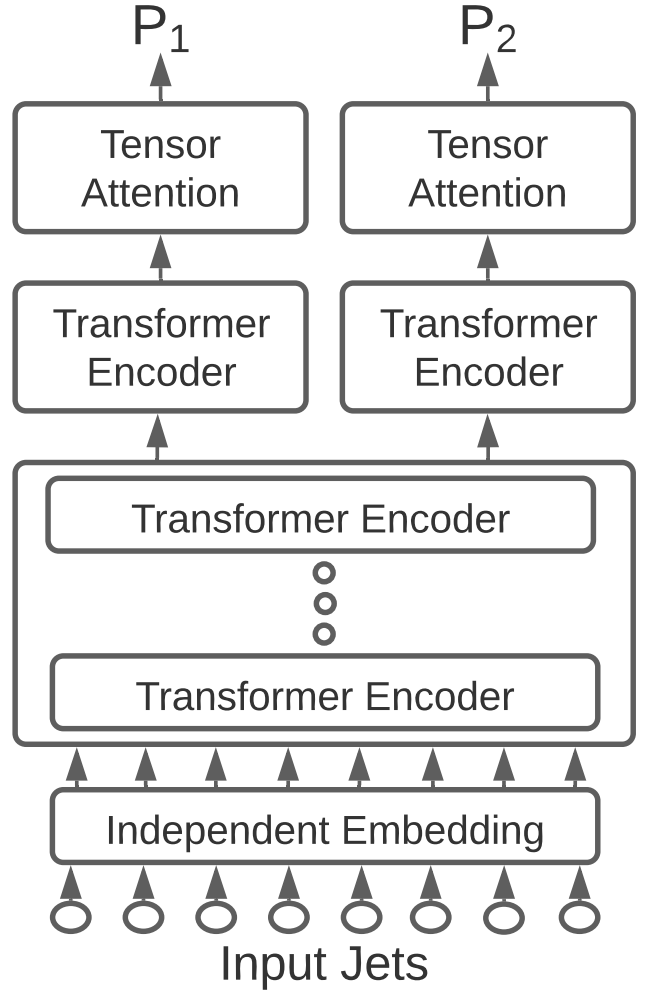 P1 P2
Tensor
Attention
Tensor
Attention
Transformer
Encoder
Transformer
Encoder
Transformer Encoder
Transformer Encoder
Independent Embedding
Input Jets